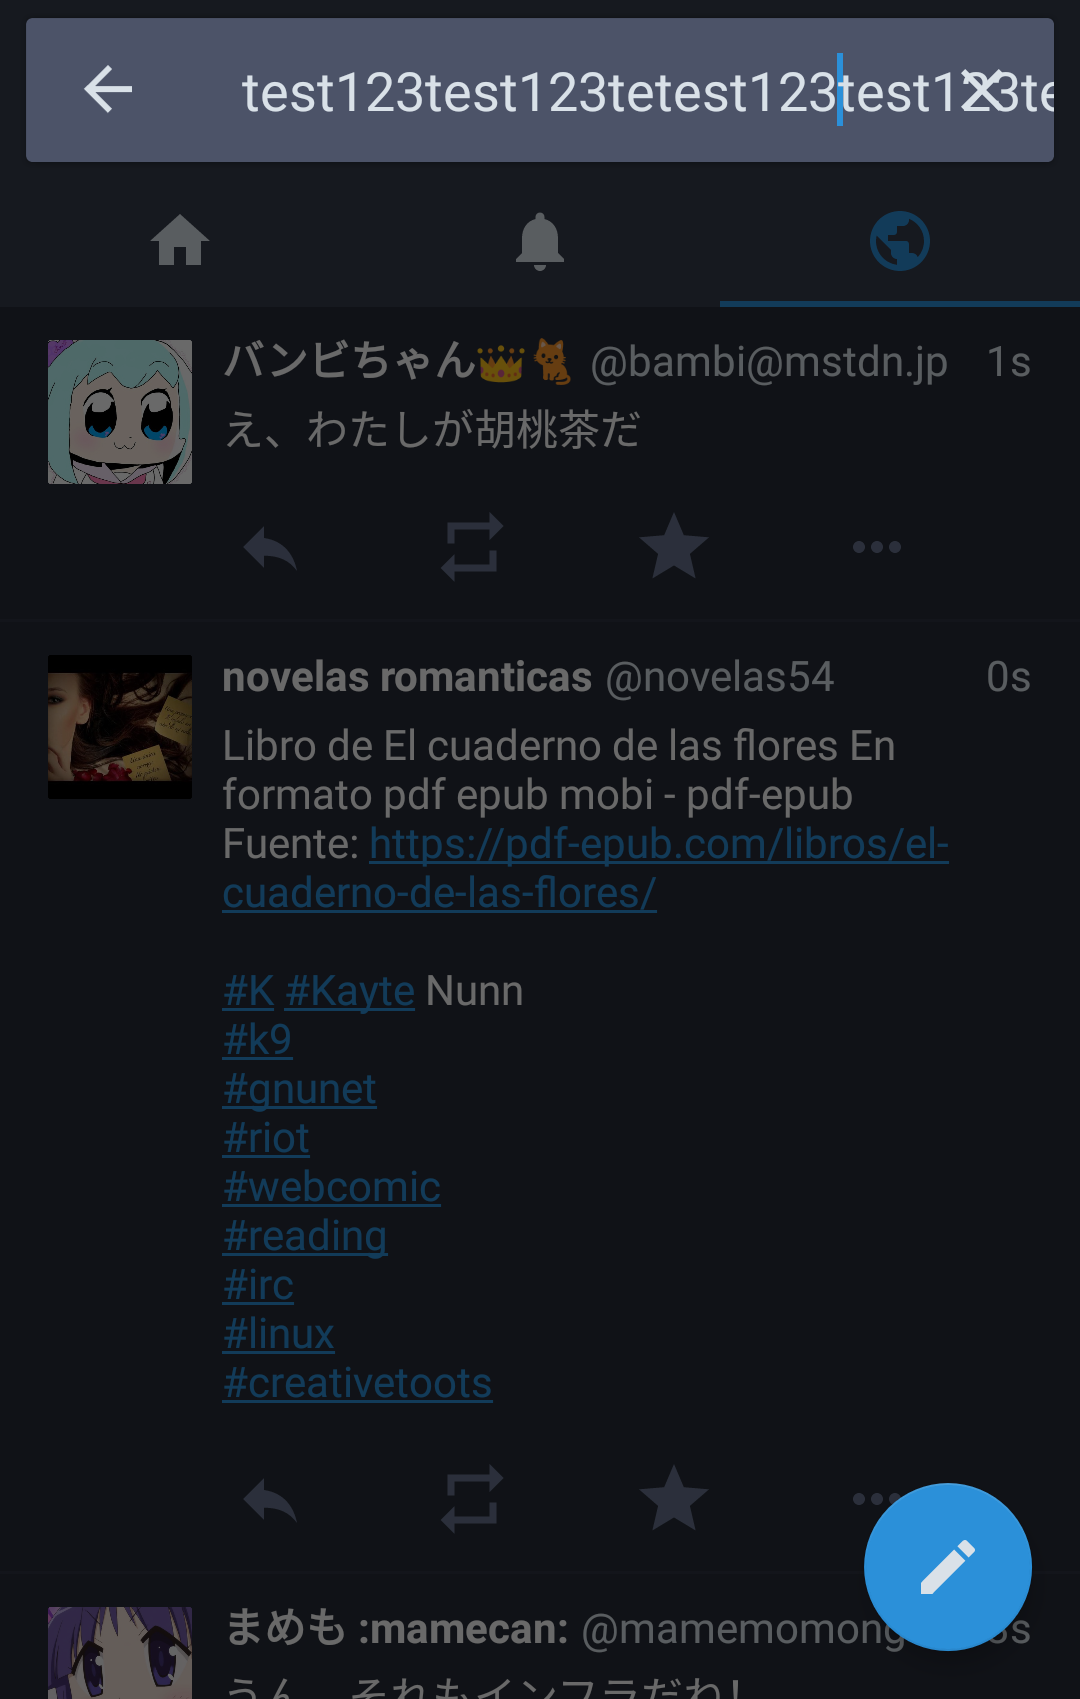 test123test123tetest123test123te
バンビちゃん👑🐈 @bambi@mstdn.jp 1s
え、わたしが胡桃茶だ
novelas romanticas @novelas54 0s
Libro de El cuaderno de las flores En
formato pdf epub mobi - pdf-epub
Fuente: https://pdf-epub.com/libros/el-
cuaderno-de-las-flores/
#K #Kayte Nunn
#k9
#gnunet
#riot
#webcomic
#reading
#irc
#linux
#creativetoots
まめも :mamecan: @mamemomong
うん、それもインフラだわ!